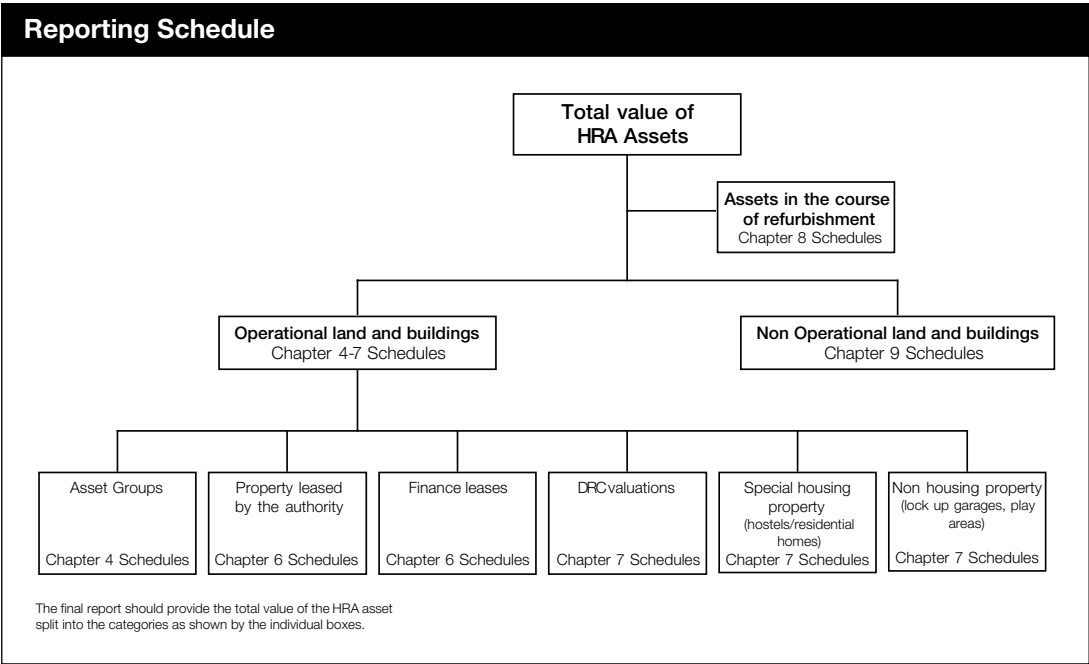 Reporting Schedule
Total value of
HRA Assets
Assets in the course
of refurbishment
Chapter 8 Schedules
Operational land and buildings
Chapter 4-7 Schedules
Non Operational land and buildings
Chapter 9 Schedules
Asset Groups
Chapter 4 Schedules
Property leased
by the authority
Chapter 6 Schedules
Finance leases
Chapter 6 Schedules
DRC valuations
Chapter 7 Schedules
Special housing
property
(hostels/residential
homes)
Chapter 7 Schedules
Non housing property
(lock up garages, play
areas)
Chapter 7 Schedules
The final report should provide the total value of the HRA asset
split into the categories as shown by the individual boxes.